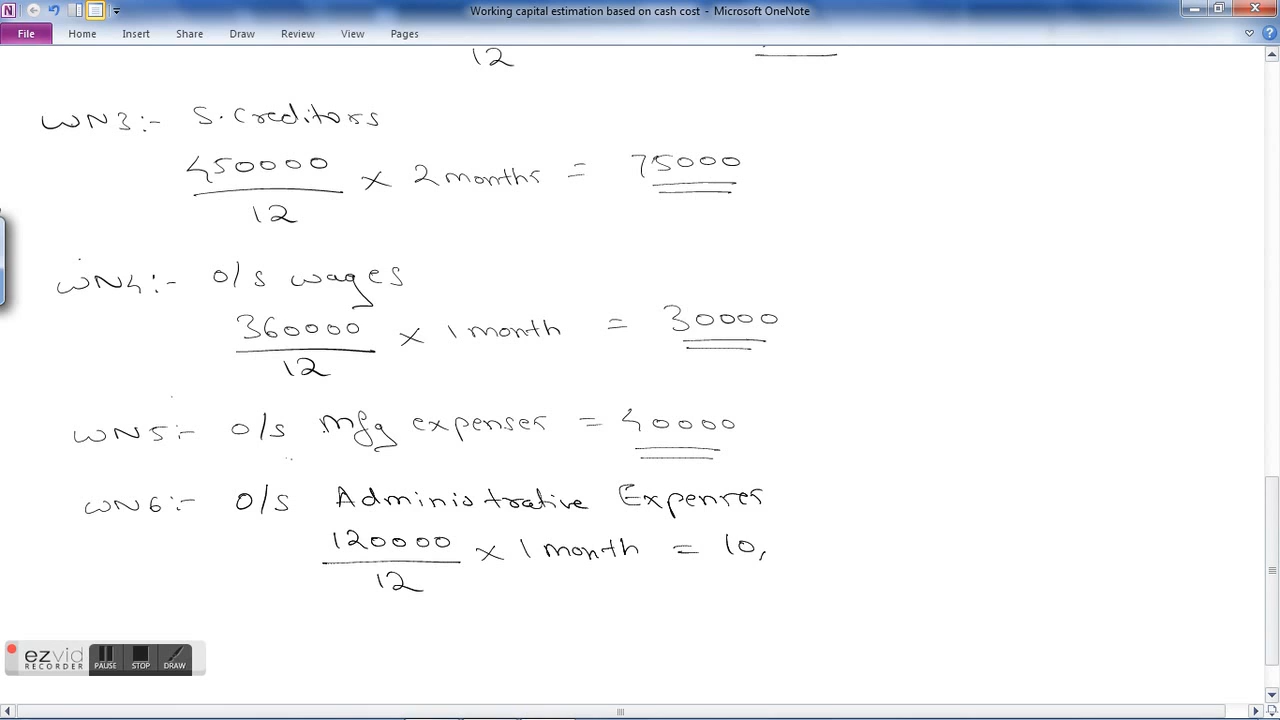 Working capital estimation based on cash cost - Microsoft OneNote
File Home Insert Share Draw Review View Pages
12
WN3:- S. Creditors
450000 / 12 × 2 months = 75000
WN4:- O/s wages
360000 / 12 × 1 month = 30000
WN5:- O/s Mfg expenses = 40000
WN6:- O/s Administrative Expenses
120000 / 12 × 1 month = 10,
ezvid
RECORDER
PAUSE STOP DRAW